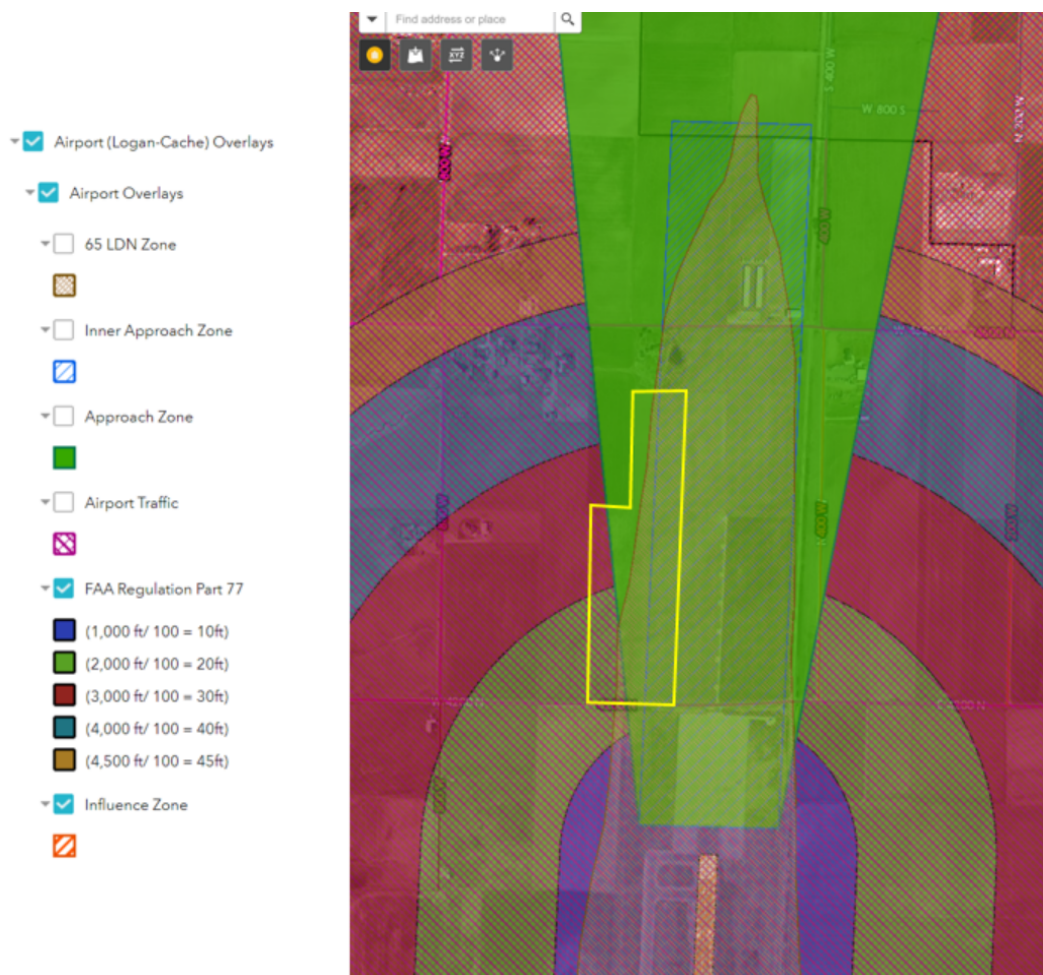 Find address or place
Airport (Logan-Cache) Overlays
Airport Overlays
65 LDN Zone
Inner Approach Zone
Approach Zone
Airport Traffic
FAA Regulation Part 77
(1,000 ft/ 100 = 10ft)
(2,000 ft/ 100 = 20ft)
(3,000 ft/ 100 = 30ft)
(4,000 ft/ 100 = 40ft)
(4,500 ft/ 100 = 45ft)
Influence Zone
XYZ
S 400 W
W 800 S